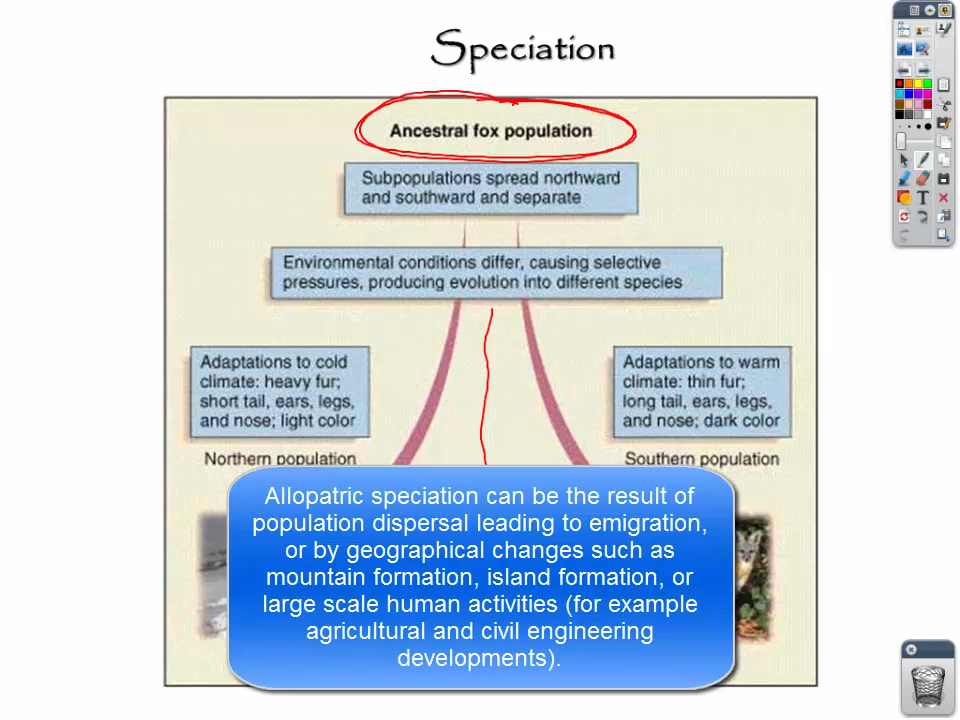 Speciation
Ancestral fox population
Subpopulations spread northward
and southward and separate
Environmental conditions differ, causing selective
pressures, producing evolution into different species
Adaptations to cold
climate: heavy fur;
short tail, ears, legs,
and nose; light color
Adaptations to warm
climate: thin fur;
long tail, ears, legs,
and nose; dark color
Northern population
Southern population
Allopatric speciation can be the result of
population dispersal leading to emigration,
or by geographical changes such as
mountain formation, island formation, or
large scale human activities (for example
agricultural and civil engineering
developments).